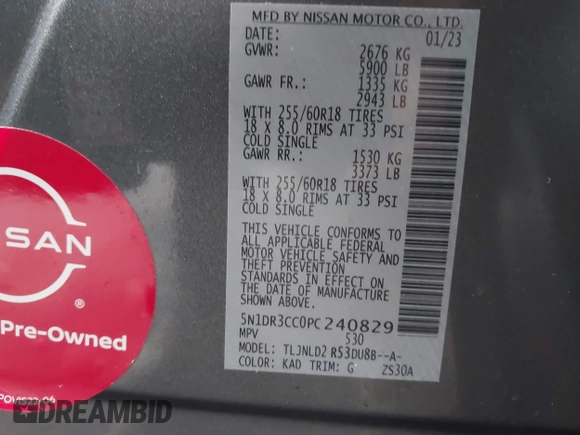 MFD BY NISSAN MOTOR CO., LTD.
DATE: 01/23
GVWR: 2676 KG
5900 LB
GAWR FR.: 1335 KG
2943 LB
WITH 255/60R18 TIRES
18 X 8.0 RIMS AT 33 PSI
COLD SINGLE
GAWR RR.: 1530 KG
3373 LB
WITH 255/60R18 TIRES
18 X 8.0 RIMS AT 33 PSI
COLD SINGLE
THIS VEHICLE CONFORMS TO
ALL APPLICABLE FEDERAL
MOTOR VEHICLE SAFETY AND
THEFT PREVENTION
STANDARDS IN EFFECT ON
THE DATE OF MANUFACTURE
SHOWN ABOVE.
5N1DR3CC0PC240829
MPV 530
MODEL: TLJNLD2 R53DU8B--A-
COLOR: KAD TRIM: G ZS30A
SAN
®
Pre-Owned
DREAMBID